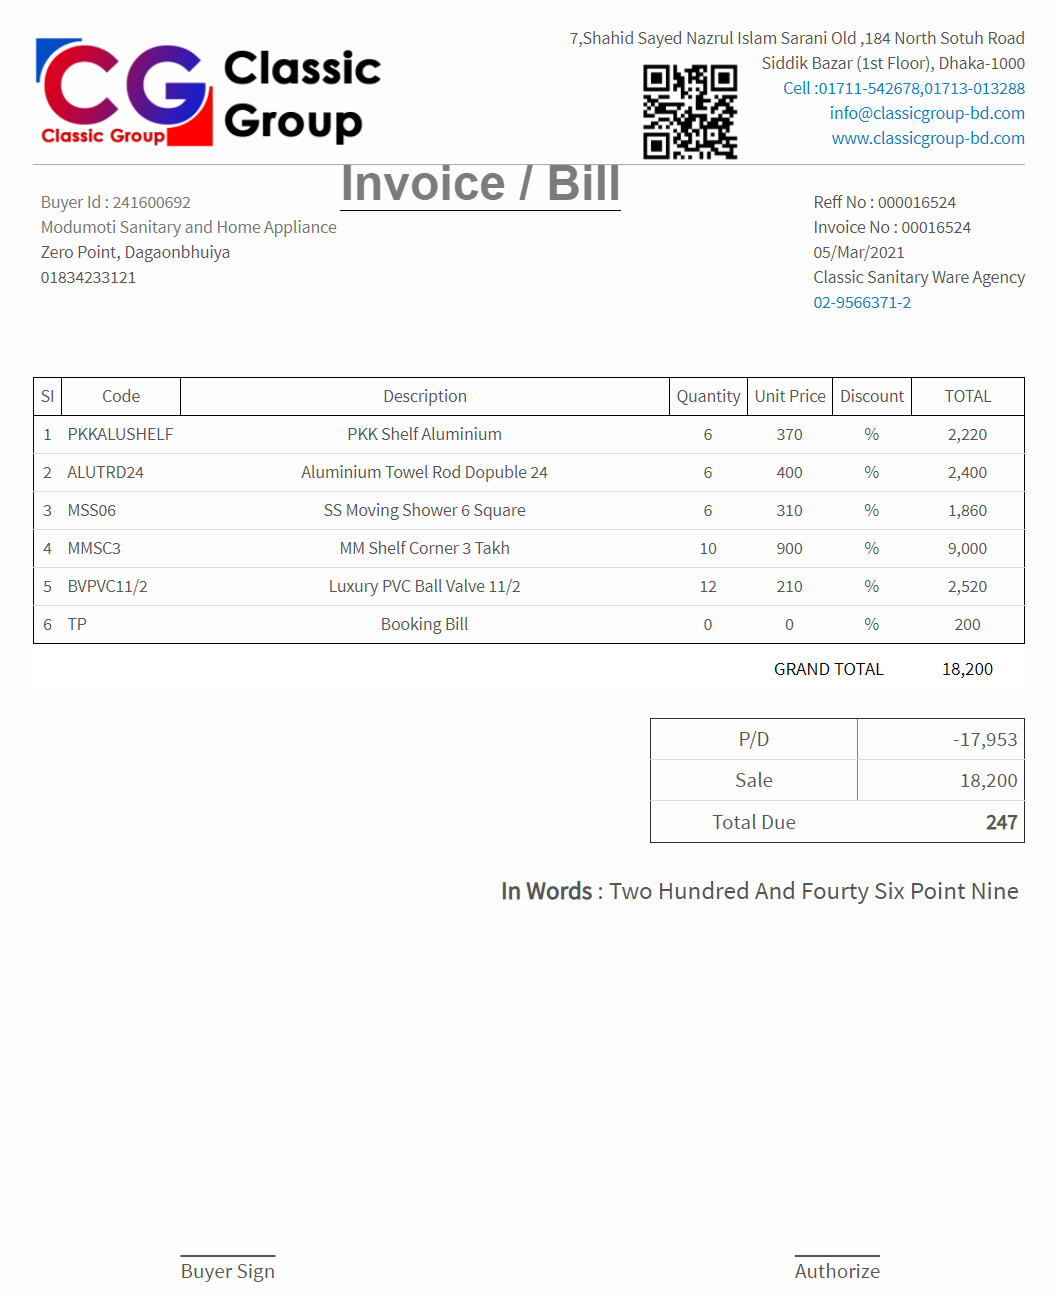 CG
Classic Group
Classic
Group
7,Shahid Sayed Nazrul Islam Sarani Old ,184 North Sotuh Road
Siddik Bazar (1st Floor), Dhaka-1000
Cell :01711-542678,01713-013288
info@classicgroup-bd.com
www.classicgroup-bd.com
Invoice / Bill
Buyer Id : 241600692
Modumoti Sanitary and Home Appliance
Zero Point, Dagaonbhuiya
01834233121
Reff No : 000016524
Invoice No : 00016524
05/Mar/2021
Classic Sanitary Ware Agency
02-9566371-2
Sl Code Description Quantity Unit Price Discount TOTAL
1 PKKALUSHELF PKK Shelf Aluminium 6 370 % 2,220
2 ALUTRD24 Aluminium Towel Rod Dopuble 24 6 400 % 2,400
3 MSS06 SS Moving Shower 6 Square 6 310 % 1,860
4 MMSC3 MM Shelf Corner 3 Takh 10 900 % 9,000
5 BVPVC11/2 Luxury PVC Ball Valve 11/2 12 210 % 2,520
6 TP Booking Bill 0 0 % 200
GRAND TOTAL 18,200
P/D -17,953
Sale 18,200
Total Due 247
In Words : Two Hundred And Fourty Six Point Nine
Buyer Sign Authorize